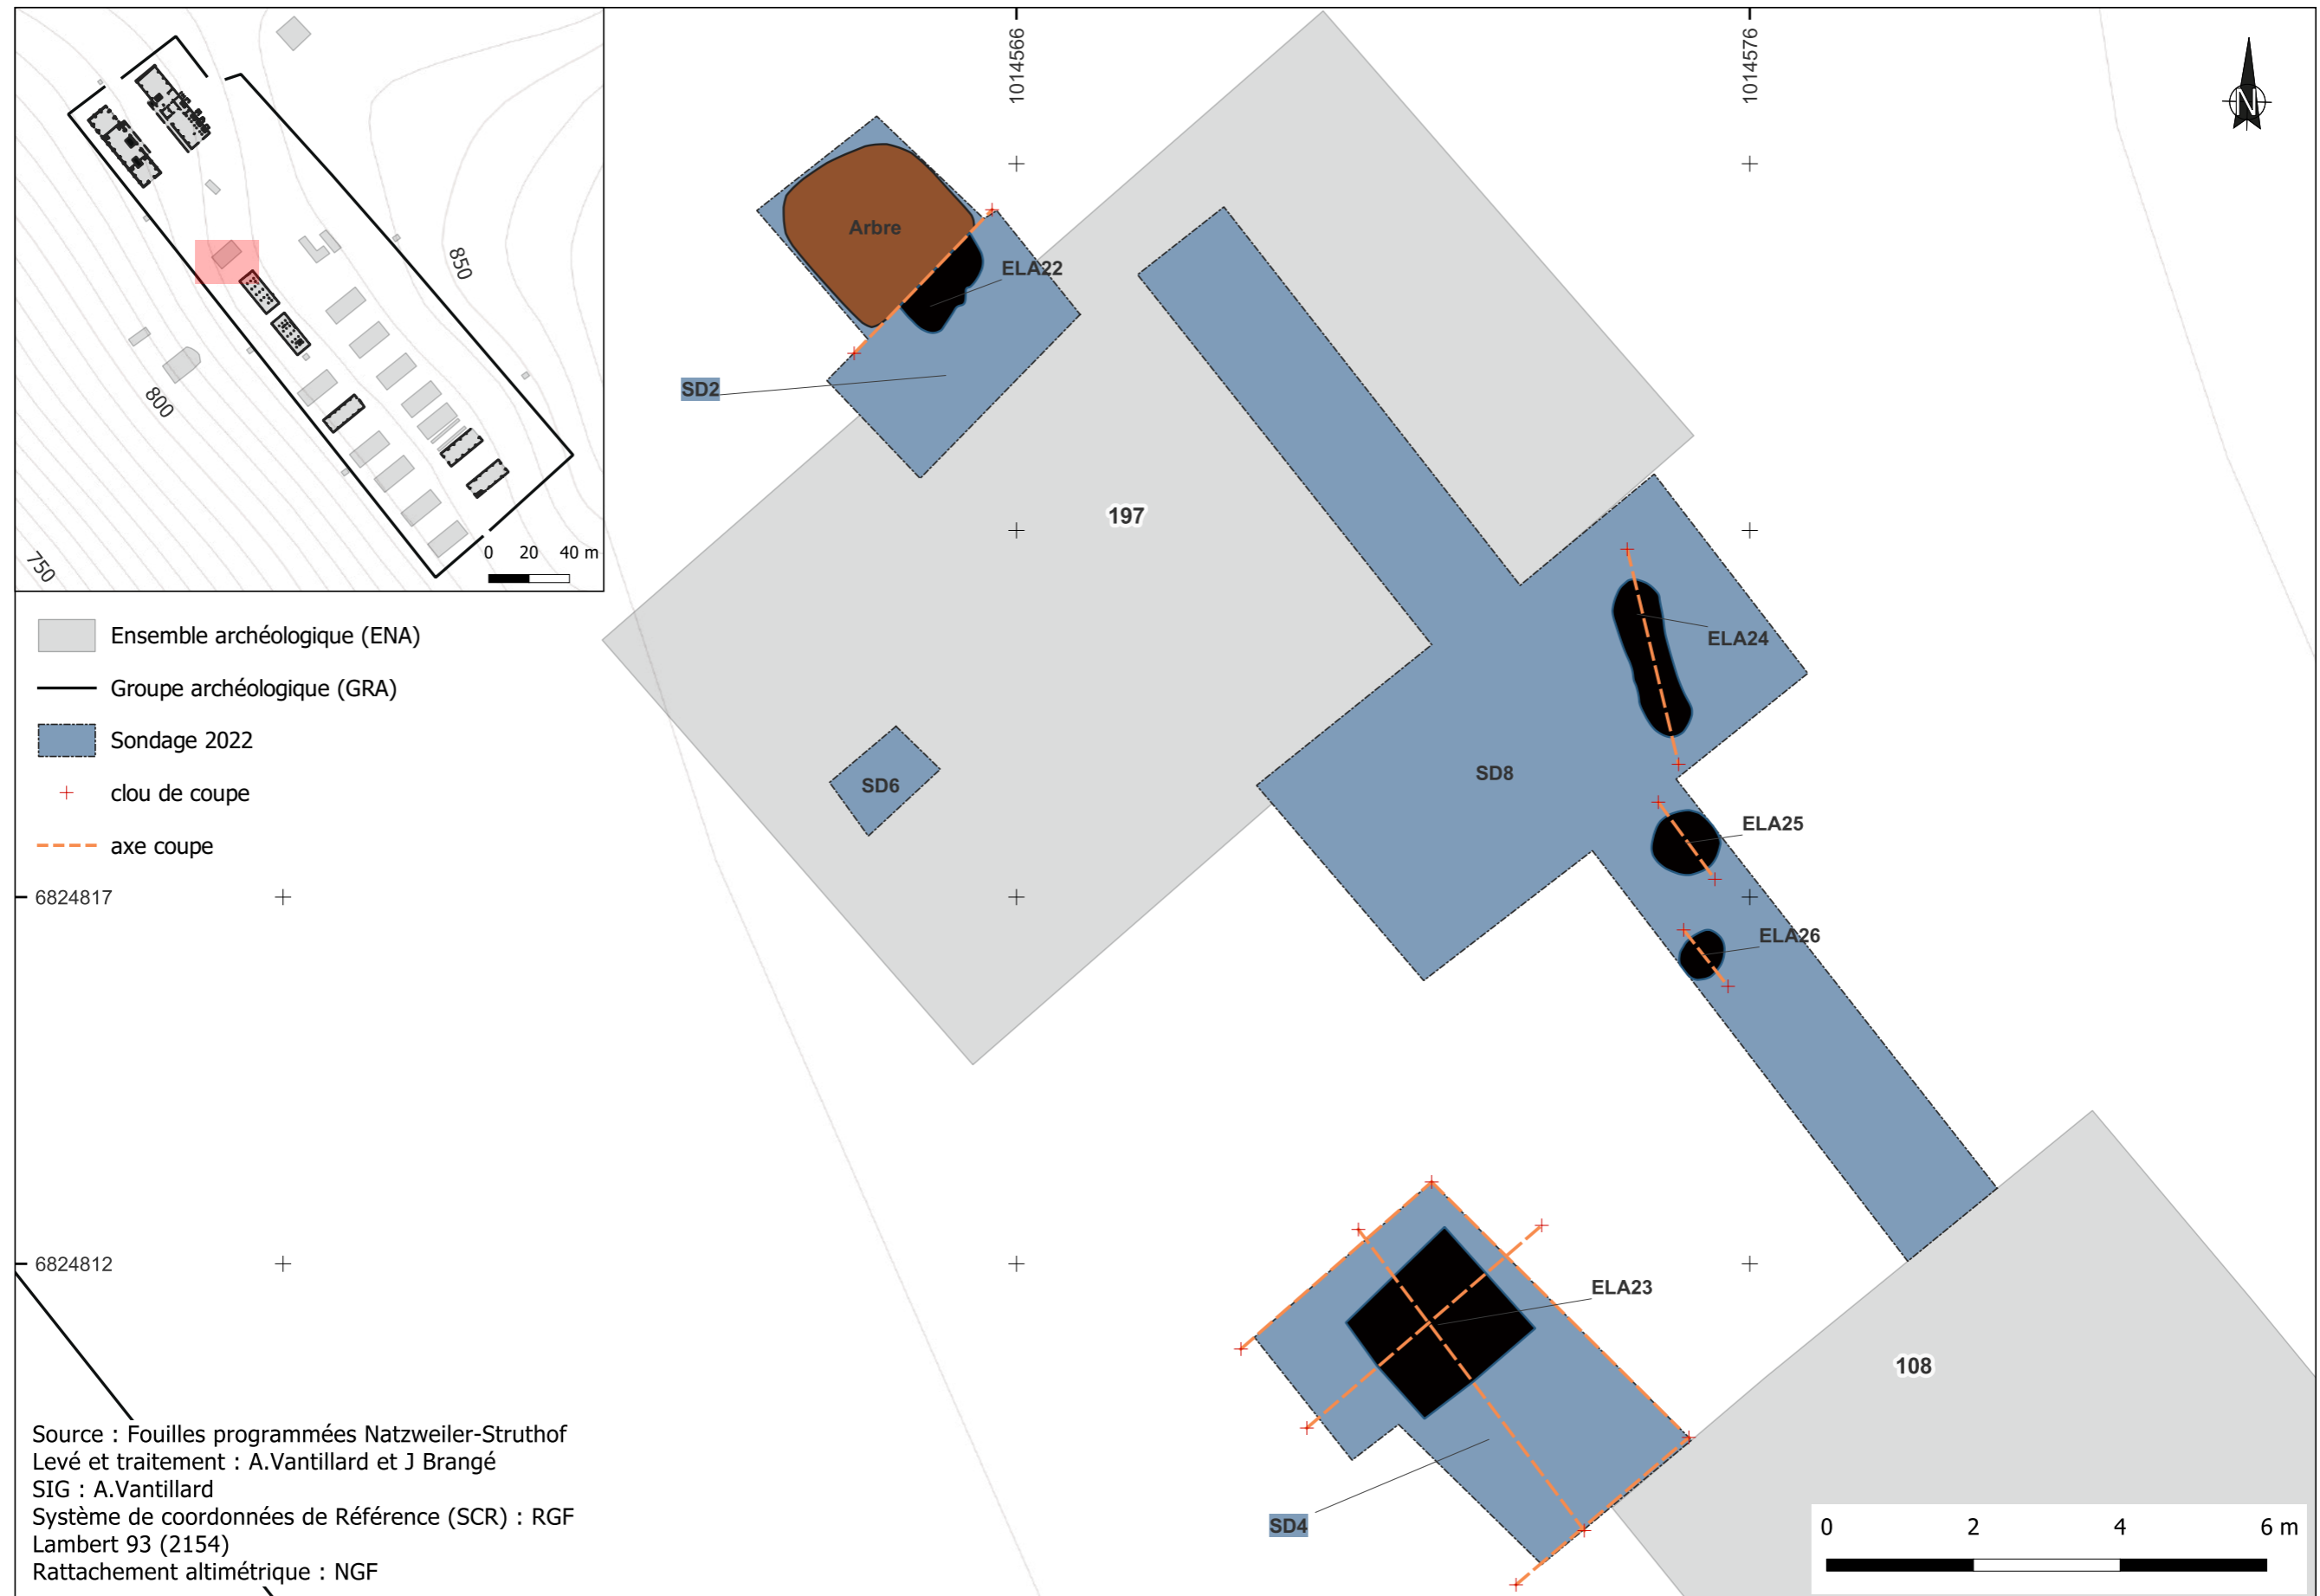 1014566
1014576
N
850
800
750
0 20 40 m
Arbre
ELA22
SD2
197
Ensemble archéologique (ENA)
Groupe archéologique (GRA)
Sondage 2022
clou de coupe
axe coupe
ELA24
SD8
SD6
ELA25
6824817
ELA26
6824812
ELA23
108
SD4
Source : Fouilles programmées Natzweiler-Struthof
Levé et traitement : A.Vantillard et J Brangé
SIG : A.Vantillard
Système de coordonnées de Référence (SCR) : RGF
Lambert 93 (2154)
Rattachement altimétrique : NGF
0 2 4 6 m